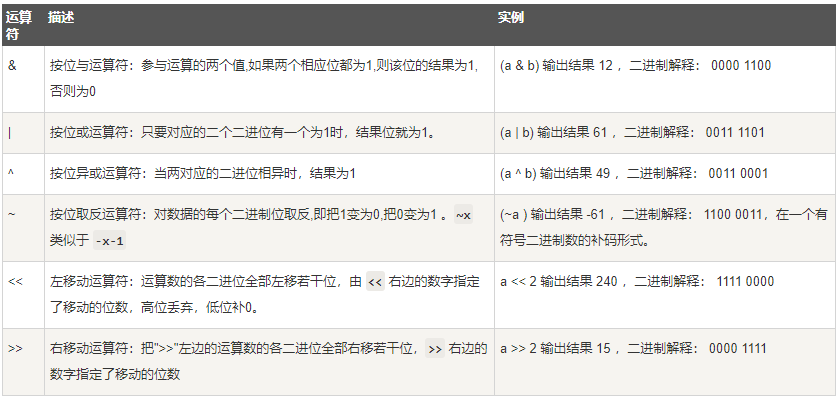 运算 描述 实例
符
& 按位与运算符：参与运算的两个值,如果两个相应位都为1,则该位的结果为1, (a & b) 输出结果 12 ，二进制解释： 0000 1100
否则为0
| 按位或运算符：只要对应的二个二进位有一个为1时，结果位就为1。 (a | b) 输出结果 61 ，二进制解释： 0011 1101
^ 按位异或运算符：当两对应的二进位相异时，结果为1 (a ^ b) 输出结果 49 ，二进制解释： 0011 0001
~ 按位取反运算符：对数据的每个二进制位取反,即把1变为0,把0变为1 。~x (~a ) 输出结果 -61 ，二进制解释： 1100 0011，在一个有
类似于 -x-1 符号二进制数的补码形式。
<< 左移动运算符：运算数的各二进位全部左移若干位，由 << 右边的数字指定 a << 2 输出结果 240 ，二进制解释： 1111 0000
了移动的位数，高位丢弃，低位补0。
>> 右移动运算符：把">>"左边的运算数的各二进位全部右移若干位，>> 右边的 a >> 2 输出结果 15 ，二进制解释： 0000 1111
数字指定了移动的位数